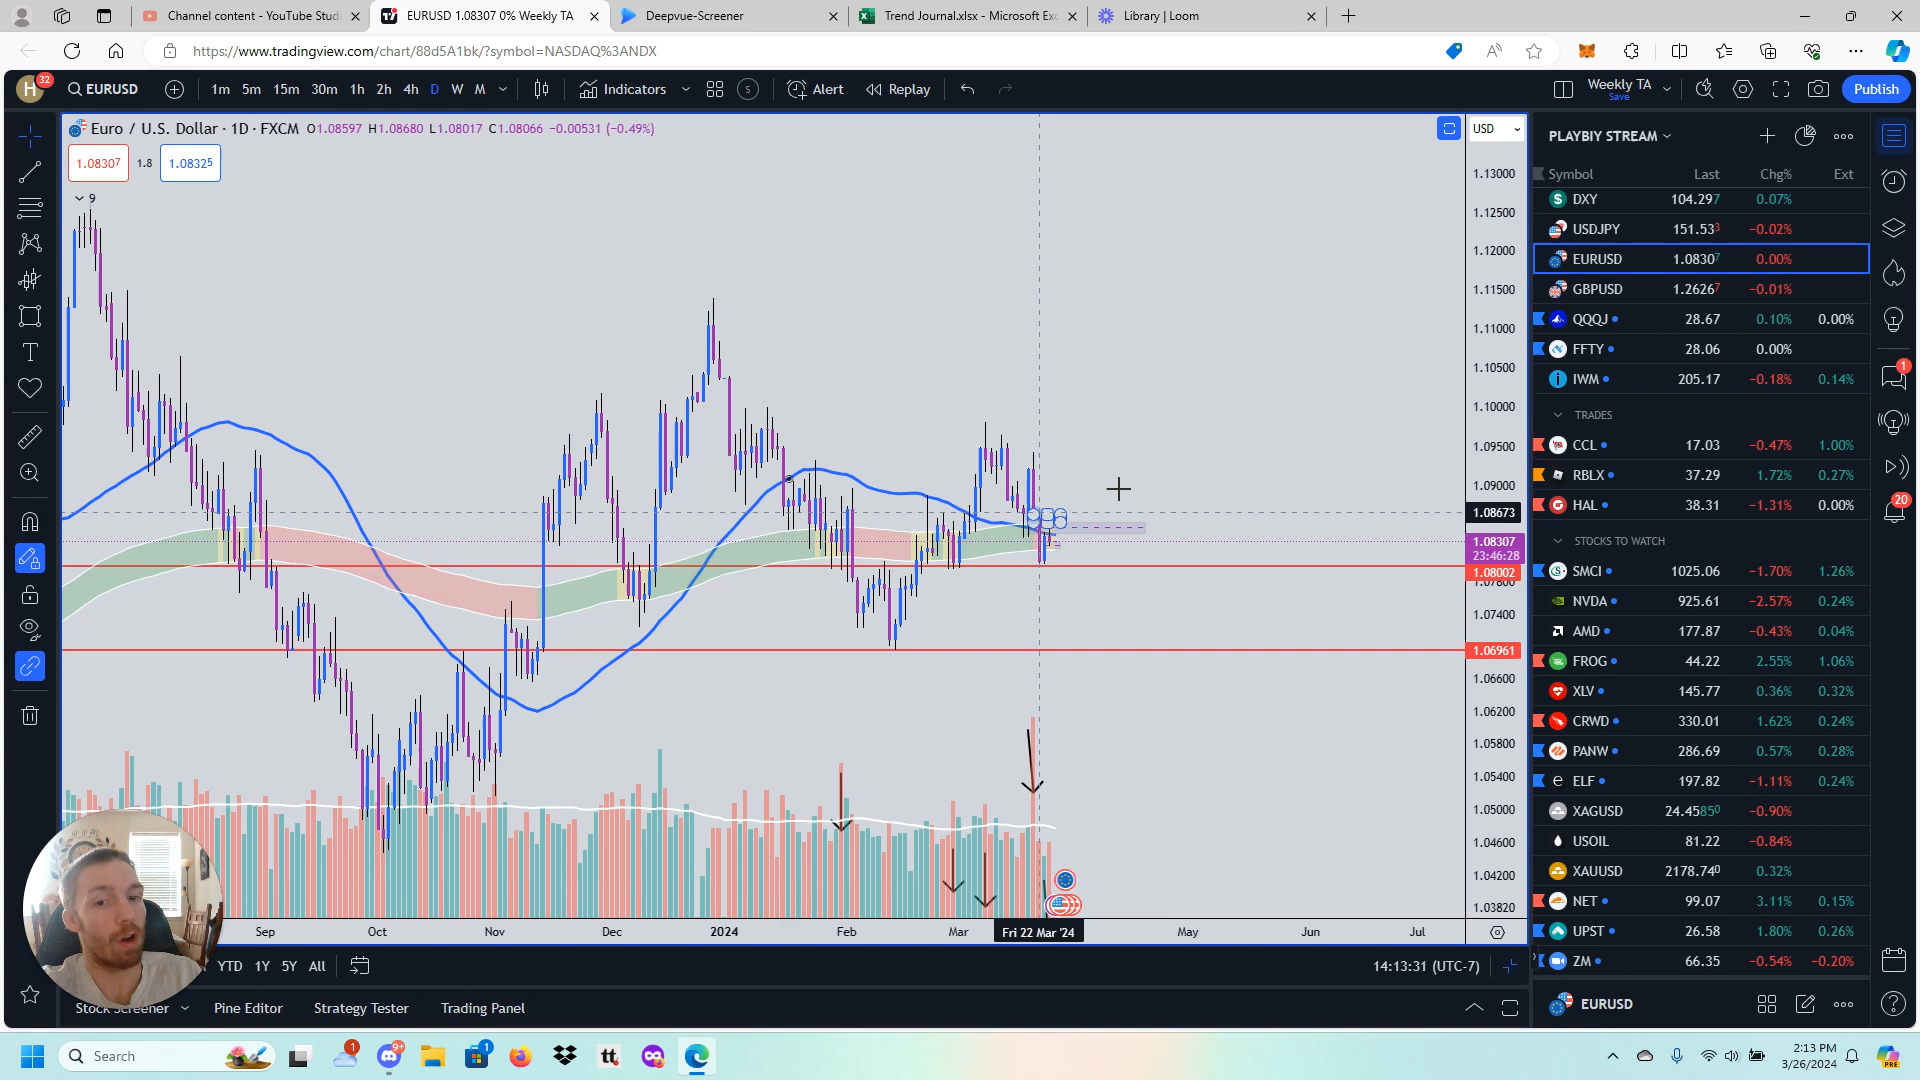 Channel content - YouTube Studi
EURUSD 1.08307 0% Weekly TA
Deepvue-Screener
Trend Journal.xlsx - Microsoft Exc
Library | Loom
https://www.tradingview.com/chart/88d5A1bk/?symbol=NASDAQ%3ANDX
H
32
EURUSD
1m 5m 15m 30m 1h 2h 4h D W M
Indicators
S
Alert
Replay
Weekly TA
Save
Publish
Euro / U.S. Dollar · 1D · FXCM O1.08597 H1.08680 L1.08017 C1.08066 −0.00531 (−0.49%)
1.08307
1.8
1.08325
9
USD
1.13000
1.12500
1.12000
1.11500
1.11000
1.10500
1.10000
1.09500
1.09000
1.08673
1.08307
23:46:28
1.08002
1.07800
1.07400
1.06961
1.06600
1.06200
1.05800
1.05400
1.05000
1.04600
1.04200
1.03820
Sep Oct Nov Dec 2024 Feb Mar Fri 22 Mar '24 May Jun Jul
YTD 1Y 5Y All
14:13:31 (UTC-7)
Stock Screener
Pine Editor
Strategy Tester
Trading Panel
PLAYBIY STREAM
Symbol Last Chg% Ext
DXY 104.297 0.07%
USDJPY 151.533 −0.02%
EURUSD 1.08307 0.00%
GBPUSD 1.26267 −0.01%
QQQJ 28.67 0.10% 0.00%
FFTY 28.06 0.00%
IWM 205.17 −0.18% 0.14%
TRADES
CCL 17.03 −0.47% 1.00%
RBLX 37.29 1.72% 0.27%
HAL 38.31 −1.31% 0.00%
STOCKS TO WATCH
SMCI 1025.06 −1.70% 1.26%
NVDA 925.61 −2.57% 0.24%
AMD 177.87 −0.43% 0.04%
FROG 44.22 2.55% 1.06%
XLV 145.77 0.36% 0.32%
CRWD 330.01 1.62% 0.24%
PANW 286.69 0.57% 0.28%
ELF 197.82 −1.11% 0.24%
XAGUSD 24.45850 −0.90%
USOIL 81.22 −0.84%
XAUUSD 2178.740 0.32%
NET 99.07 3.11% 0.15%
UPST 26.58 1.80% 0.26%
ZM 66.35 −0.54% −0.20%
EURUSD
1
20
Search
1
9+
1
tt
2:13 PM
3/26/2024
PRE